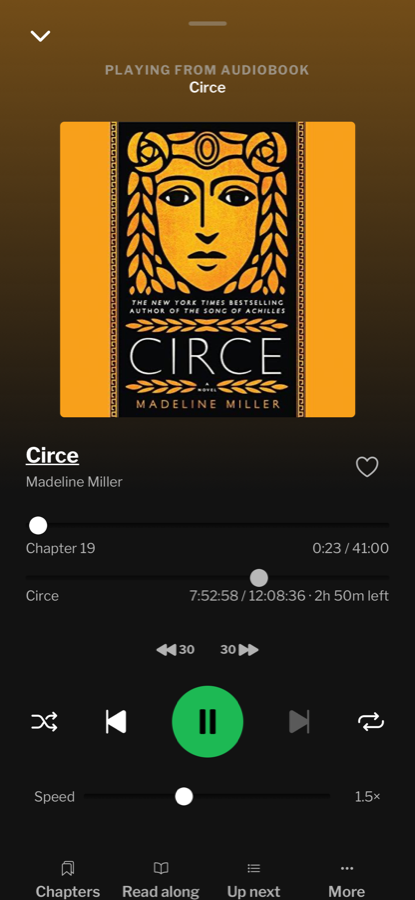 PLAYING FROM AUDIOBOOK
Circe
THE NEW YORK TIMES BESTSELLING
AUTHOR OF THE SONG OF ACHILLES
CIRCE
A
NOVEL
MADELINE MILLER
Circe
Madeline Miller
Chapter 19 0:23 / 41:00
Circe 7:52:58 / 12:08:36 · 2h 50m left
30 30
Speed 1.5×
Chapters Read along Up next More